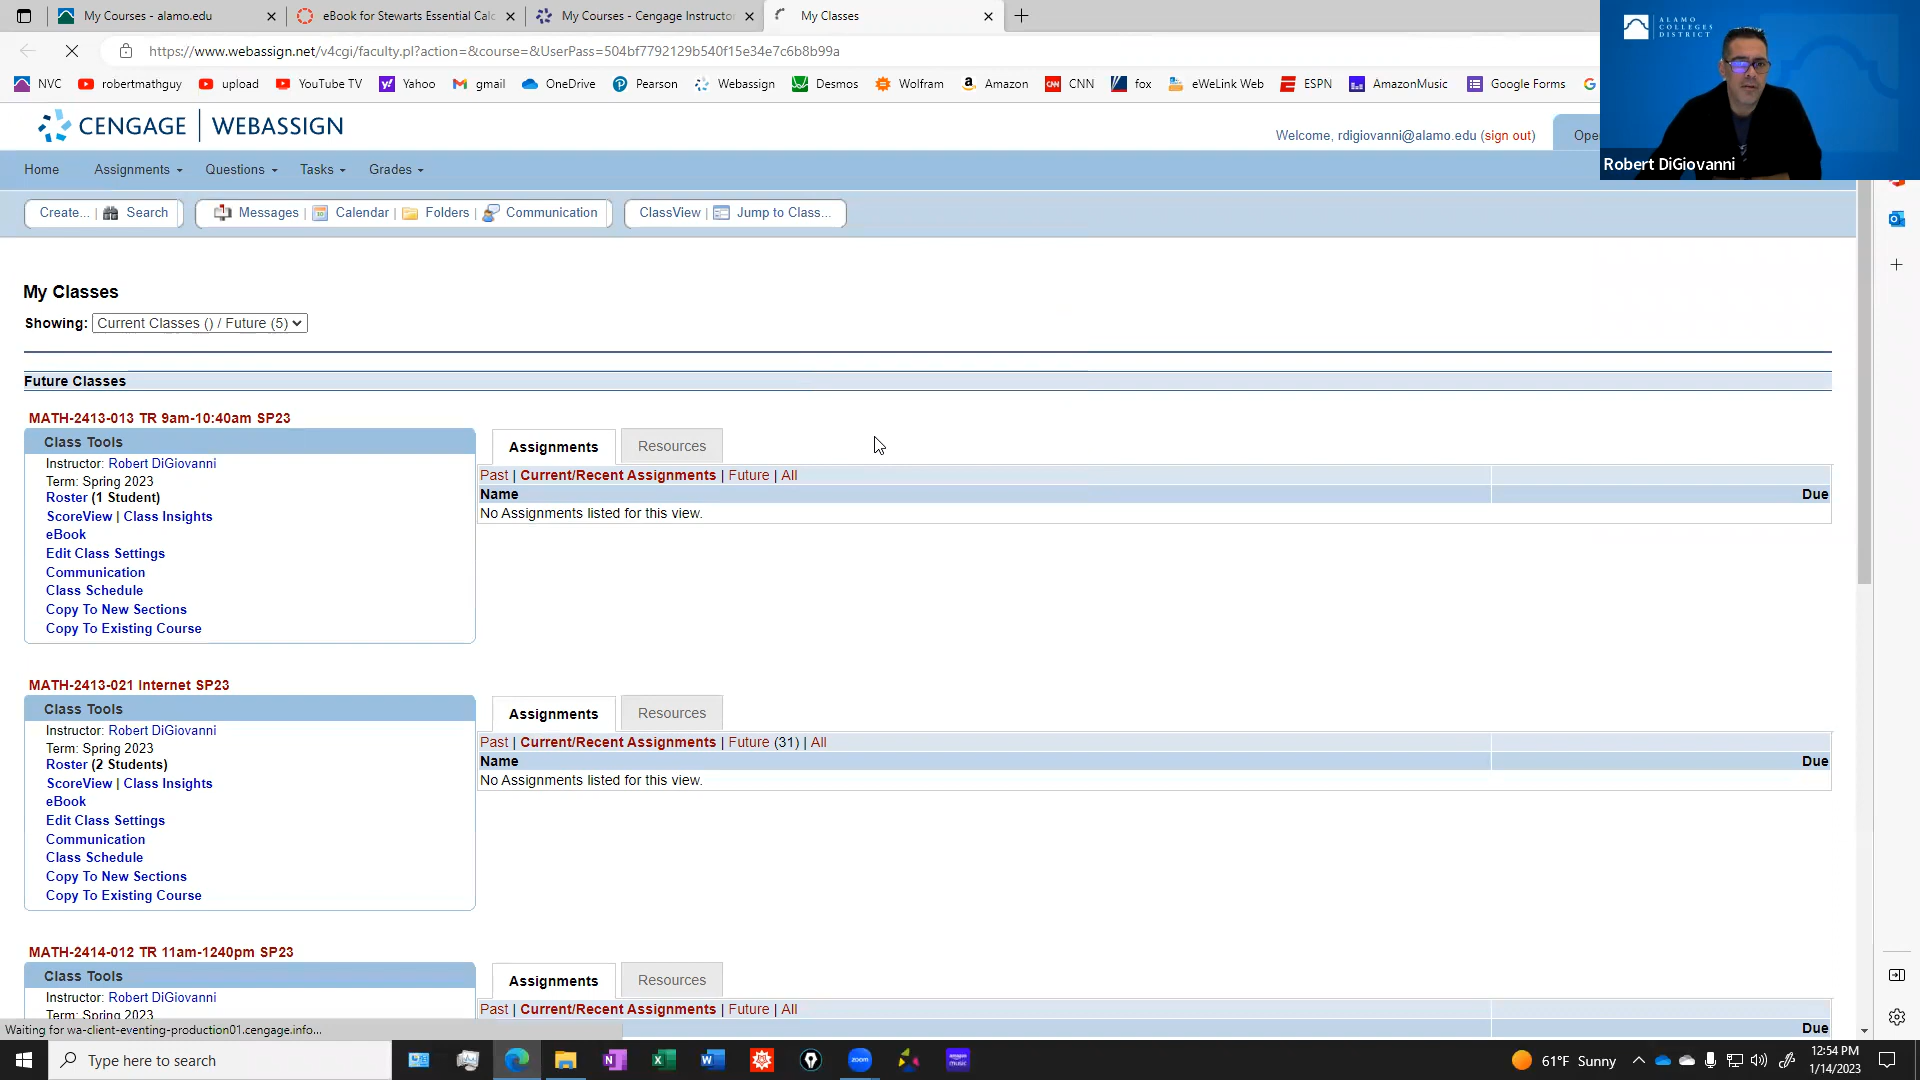 My Courses - alamo.edu
eBook for Stewarts Essential Calc
My Courses - Cengage Instructor
My Classes
https://www.webassign.net/v4cgi/faculty.pl?action=&course=&UserPass=504bf7792129b540f15e34e7c6b8b99a
NVC
robertmathguy
upload
YouTube TV
Yahoo
gmail
OneDrive
Pearson
Webassign
Desmos
Wolfram
Amazon
CNN
fox
eWeLink Web
ESPN
AmazonMusic
Google Forms
ALAMO
COLLEGES
DISTRICT
Robert DiGiovanni
CENGAGE | WEBASSIGN
Welcome, rdigiovanni@alamo.edu (sign out)
Ope
Home Assignments Questions Tasks Grades
Create... | Search
Messages | Calendar | Folders | Communication
ClassView | Jump to Class...
My Classes
Showing: Current Classes () / Future (5)
Future Classes
MATH-2413-013 TR 9am-10:40am SP23
Class Tools
Instructor: Robert DiGiovanni
Term: Spring 2023
Roster (1 Student)
ScoreView | Class Insights
eBook
Edit Class Settings
Communication
Class Schedule
Copy To New Sections
Copy To Existing Course
Assignments Resources
Past | Current/Recent Assignments | Future | All
Name Due
No Assignments listed for this view.
MATH-2413-021 Internet SP23
Class Tools
Instructor: Robert DiGiovanni
Term: Spring 2023
Roster (2 Students)
ScoreView | Class Insights
eBook
Edit Class Settings
Communication
Class Schedule
Copy To New Sections
Copy To Existing Course
Assignments Resources
Past | Current/Recent Assignments | Future (31) | All
Name Due
No Assignments listed for this view.
MATH-2414-012 TR 11am-1240pm SP23
Class Tools
Instructor: Robert DiGiovanni
Term: Spring 2023
Assignments Resources
Past | Current/Recent Assignments | Future | All
Due
Waiting for wa-client-eventing-production01.cengage.info...
Type here to search
zoom
amazon music
61°F Sunny
12:54 PM
1/14/2023